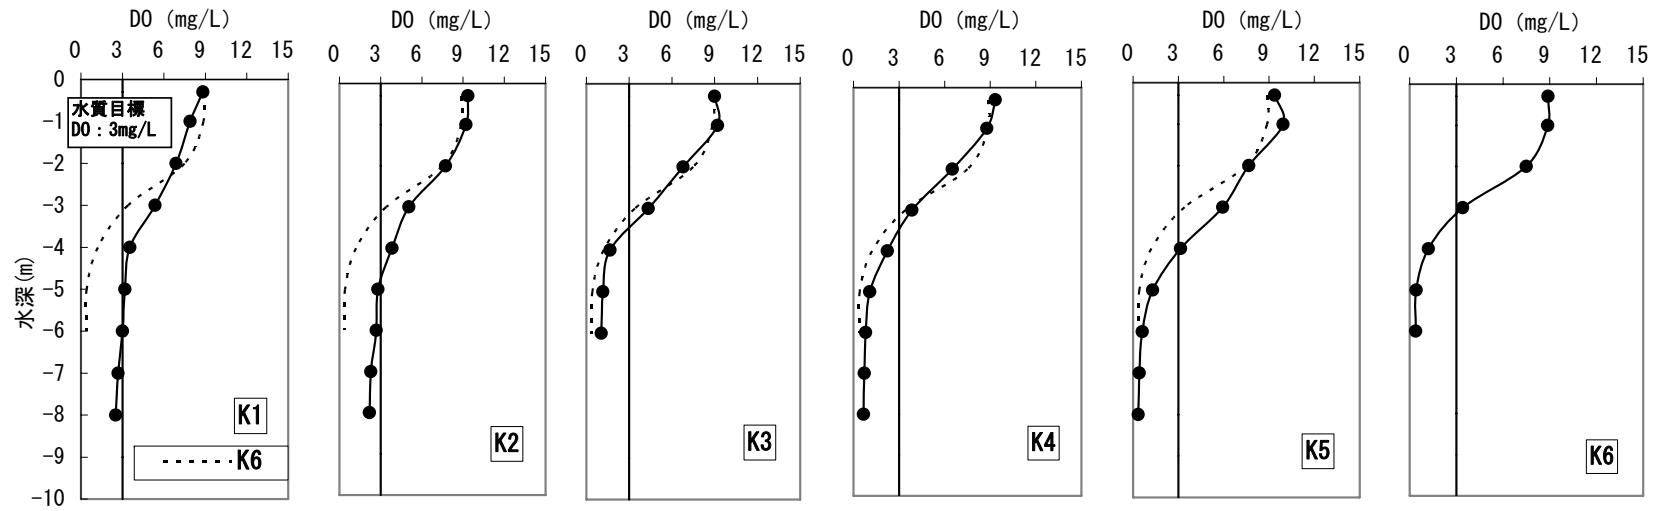 DO (mg/L)
0 3 6 9 12 15
0
-1
-2
-3
-4
-5
-6
-7
-8
-9
-10
水深(m)
水質目標
DO：3mg/L
K1
K6
DO (mg/L)
0 3 6 9 12 15
K2
DO (mg/L)
0 3 6 9 12 15
K3
DO (mg/L)
0 3 6 9 12 15
K4
DO (mg/L)
0 3 6 9 12 15
K5
DO (mg/L)
0 3 6 9 12 15
K6